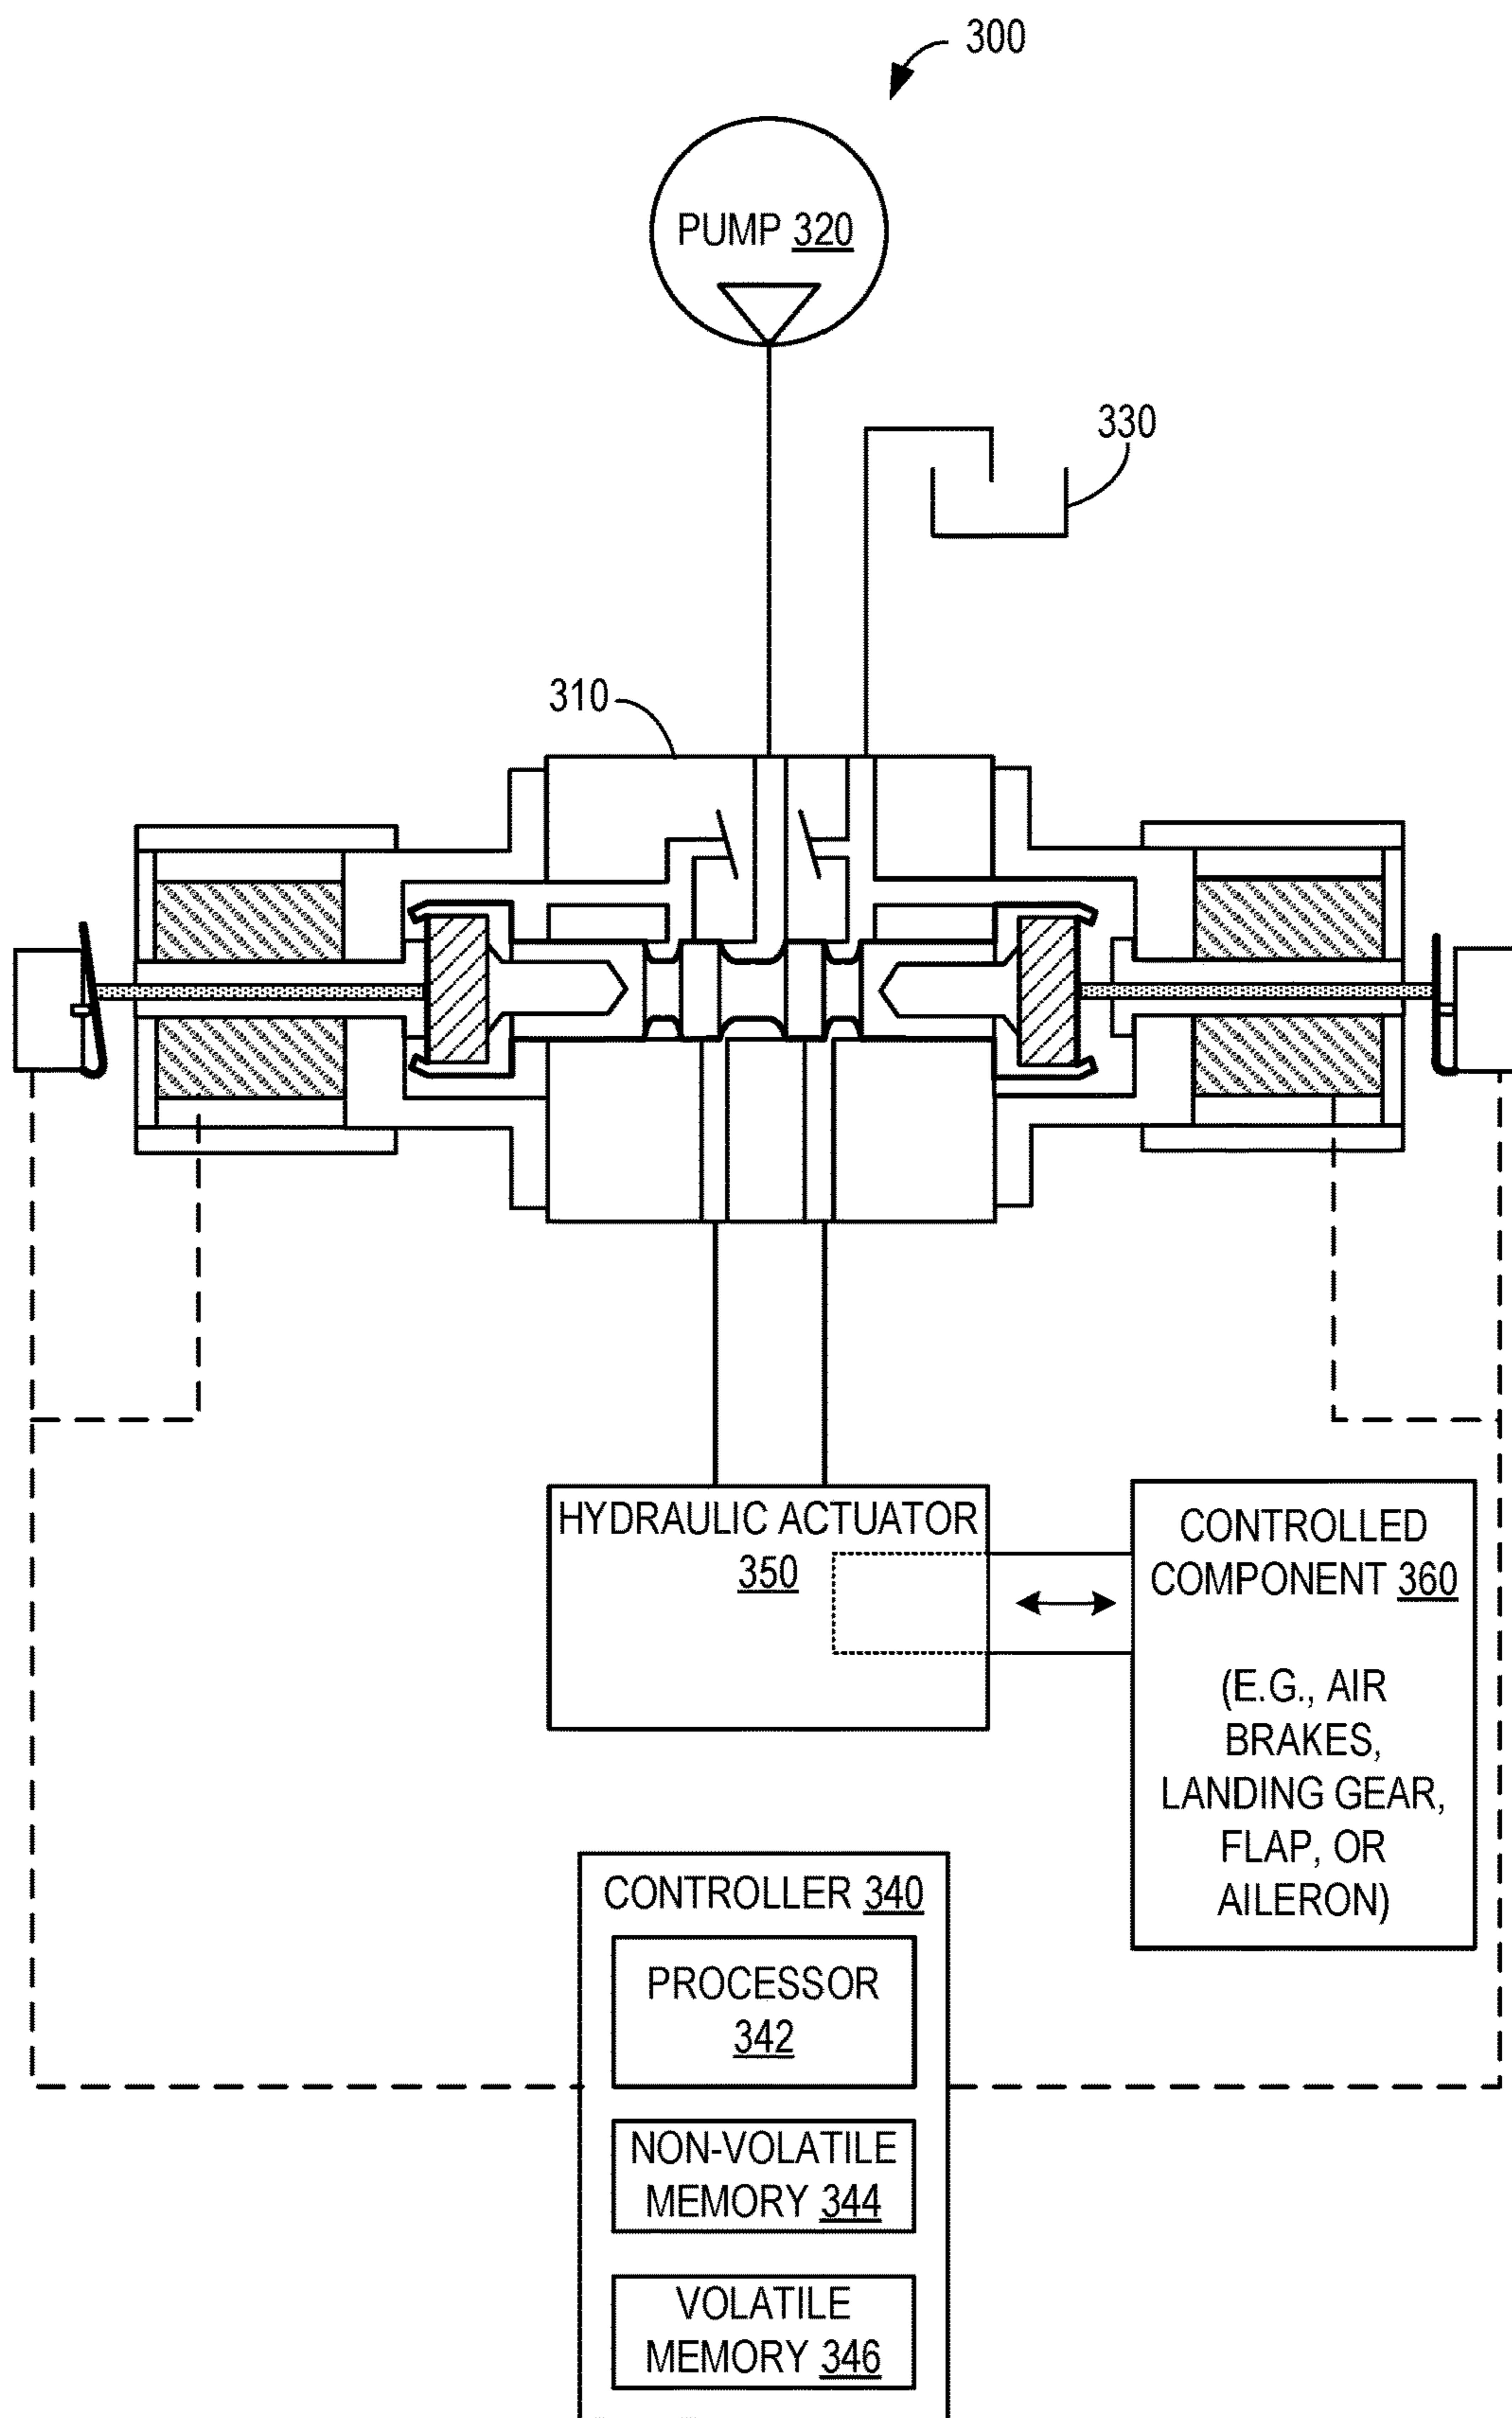 300
PUMP 320
330
310
HYDRAULIC ACTUATOR
350
CONTROLLED
COMPONENT 360
(E.G., AIR
BRAKES,
LANDING GEAR,
FLAP, OR
AILERON)
CONTROLLER 340
PROCESSOR
342
NON-VOLATILE
MEMORY 344
VOLATILE
MEMORY 346